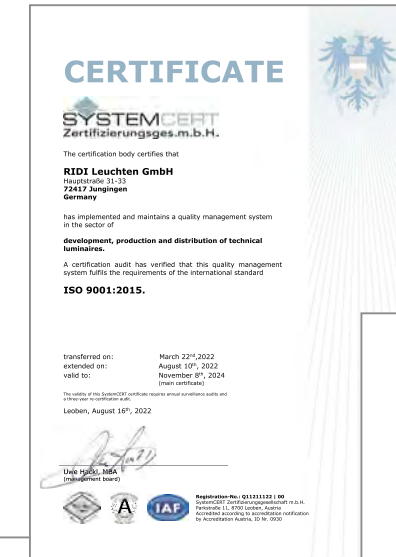 CERTIFICATE
SYSTEMCERT
Zertifizierungsges.m.b.H.
The certification body certifies that
RIDI Leuchten GmbH
Hauptstraße 31-33
72417 Jungingen
Germany
has implemented and maintains a quality management system
in the sector of
development, production and distribution of technical
luminaires.
A certification audit has verified that this quality management
system fulfils the requirements of the international standard
ISO 9001:2015.
transferred on: March 22nd,2022
extended on: August 10th, 2022
valid to: November 8th, 2024
(main certificate)
The validity of this SystemCERT certificate requires annual surveillance audits and
a three-year re-certification audit.
Leoben, August 16th, 2022
Uwe Hackl, MBA
(management board)
A
IAF
Registration-No.: Q11211122 | 00
SystemCERT Zertifizierungsgesellschaft m.b.H.
Parkstraße 11, 8700 Leoben, Austria
Accredited according to accreditation notification
by Accreditation Austria, ID Nr. 0930